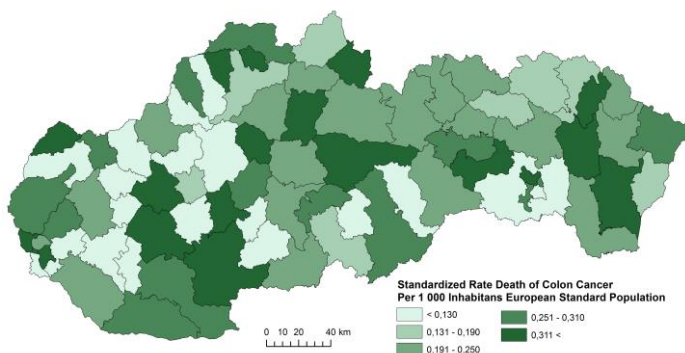 Standardized Rate Death of Colon Cancer
Per 1 000 Inhabitans European Standard Population
< 0,130
0,131 - 0,190
0,191 - 0,250
0,251 - 0,310
0,311 <
0 10 20 40 km